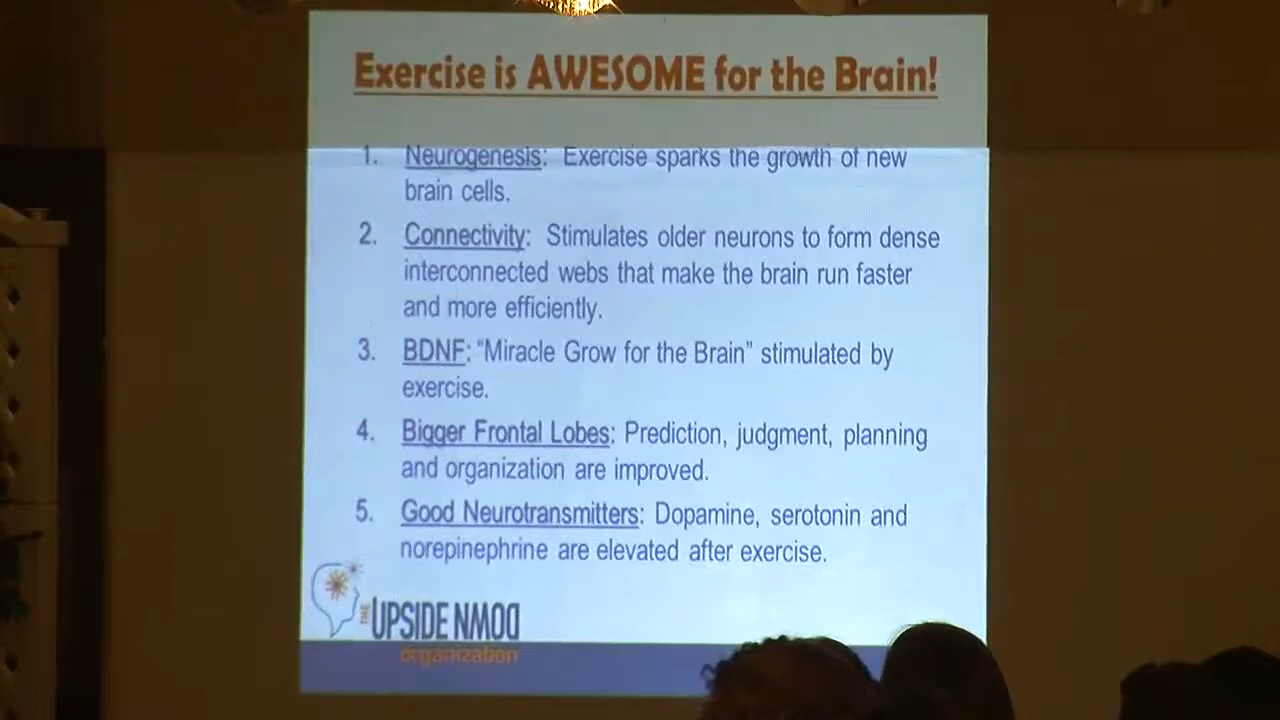 Exercise is AWESOME for the Brain!
1. Neurogenesis: Exercise sparks the growth of new
brain cells.
2. Connectivity: Stimulates older neurons to form dense
interconnected webs that make the brain run faster
and more efficiently.
3. BDNF: “Miracle Grow for the Brain” stimulated by
exercise.
4. Bigger Frontal Lobes: Prediction, judgment, planning
and organization are improved.
5. Good Neurotransmitters: Dopamine, serotonin and
norepinephrine are elevated after exercise.
THE UPSIDE DOWN
organization